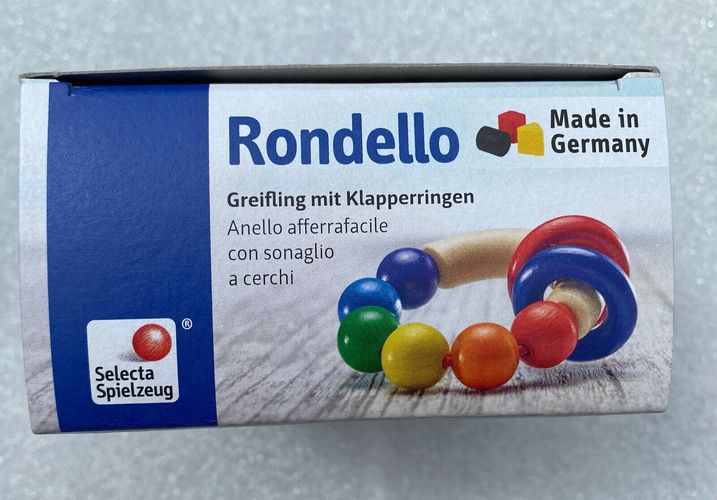 Rondello
Made in
Germany
Greifling mit Klapperringen
Anello afferrafacile
con sonaglio
a cerchi
Selecta
Spielzeug
®